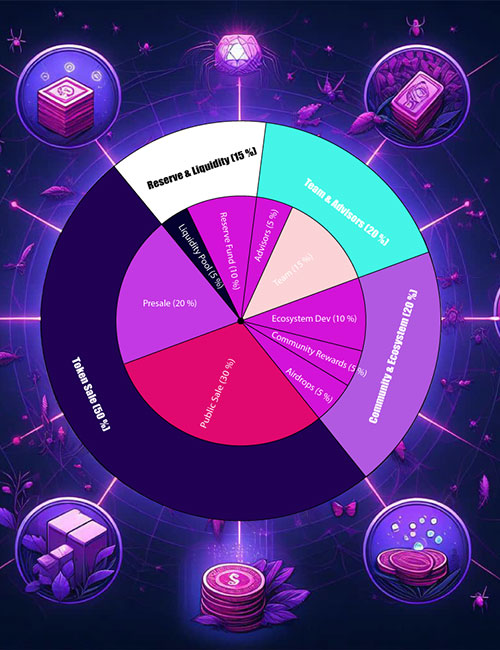 Reserve & Liquidity (15 %)
Team & Advisors (20 %)
Community & Ecosystem (20 %)
Token Sale (50 %)
Liquidity Pool (5 %)
Reserve Fund (10 %)
Advisors (5 %)
Team (15 %)
Ecosystem Dev (10 %)
Community Rewards (5 %)
Airdrops (5 %)
Public Sale (30 %)
Presale (20 %)